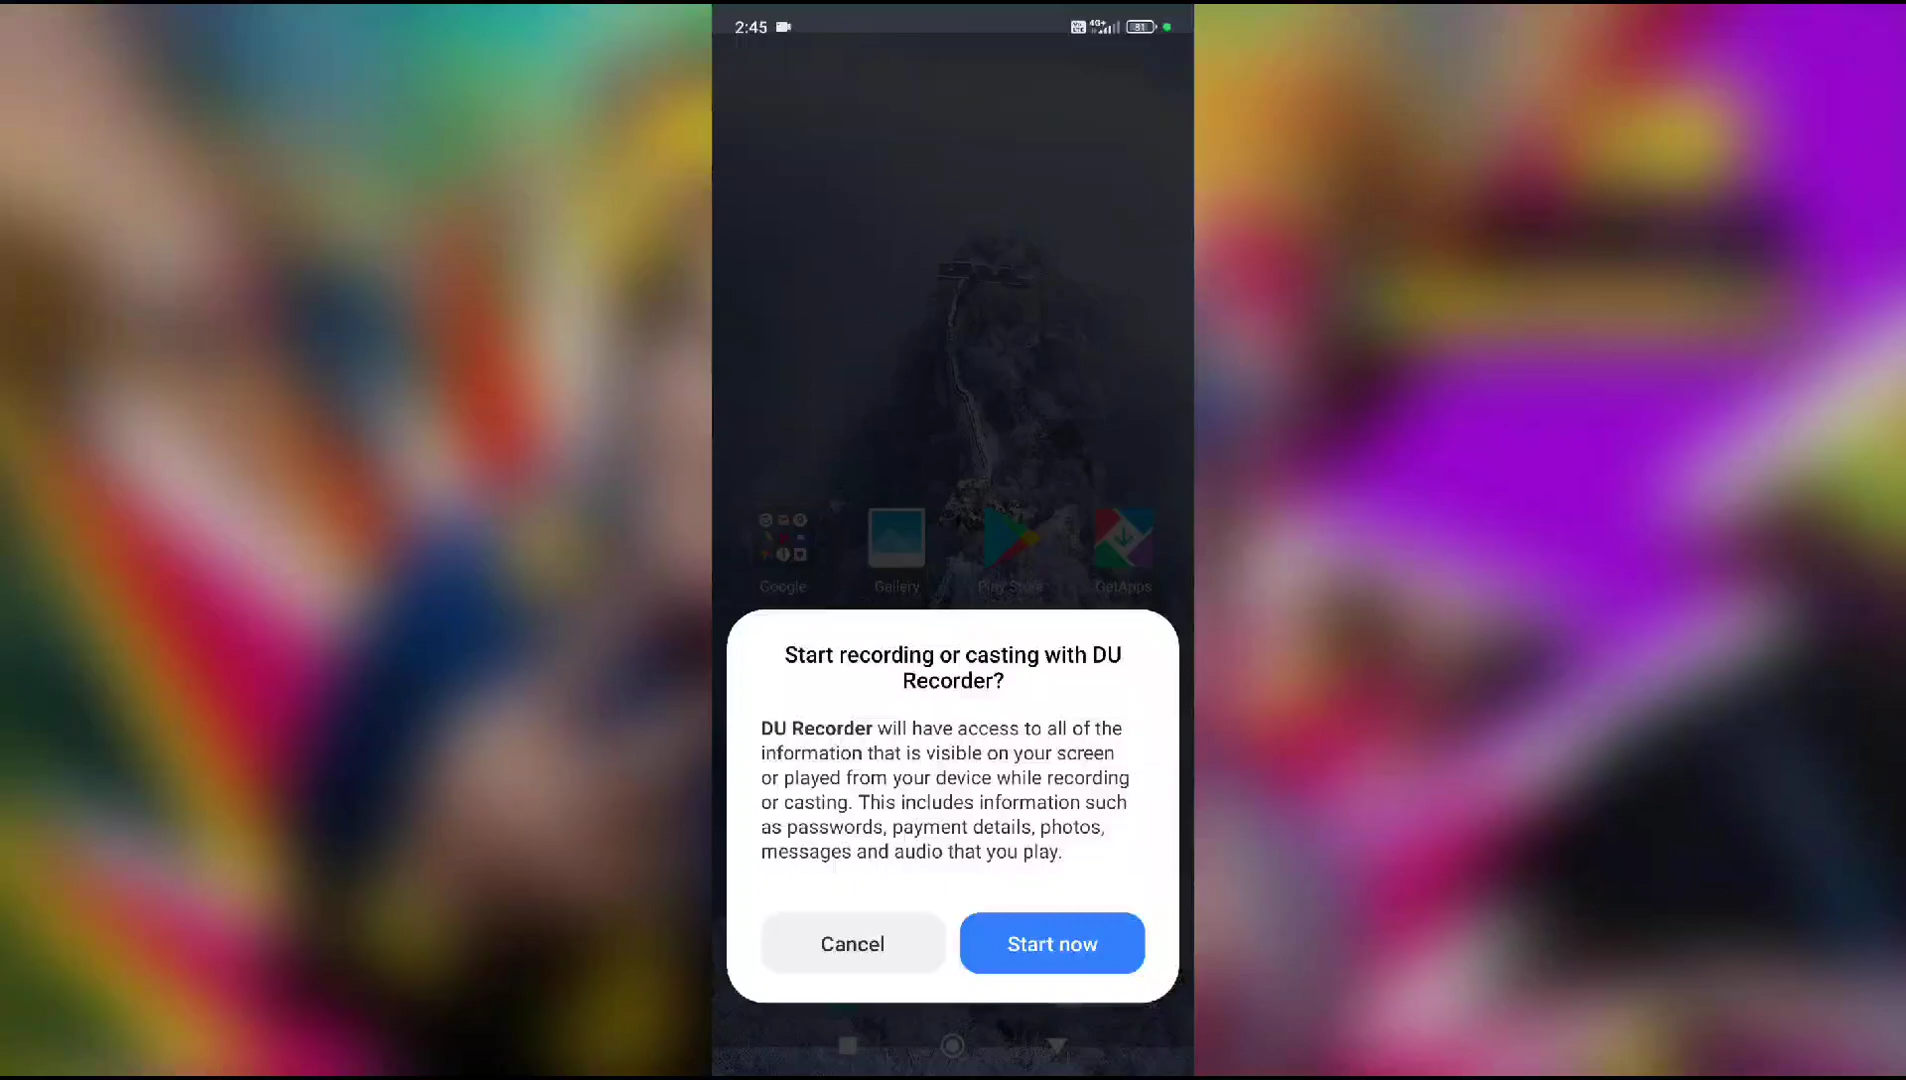 2:45
4G+
81
Google
Gallery
Play Store
GetApps
Start recording or casting with DU
Recorder?
DU Recorder will have access to all of the
information that is visible on your screen
or played from your device while recording
or casting. This includes information such
as passwords, payment details, photos,
messages and audio that you play.
Cancel
Start now